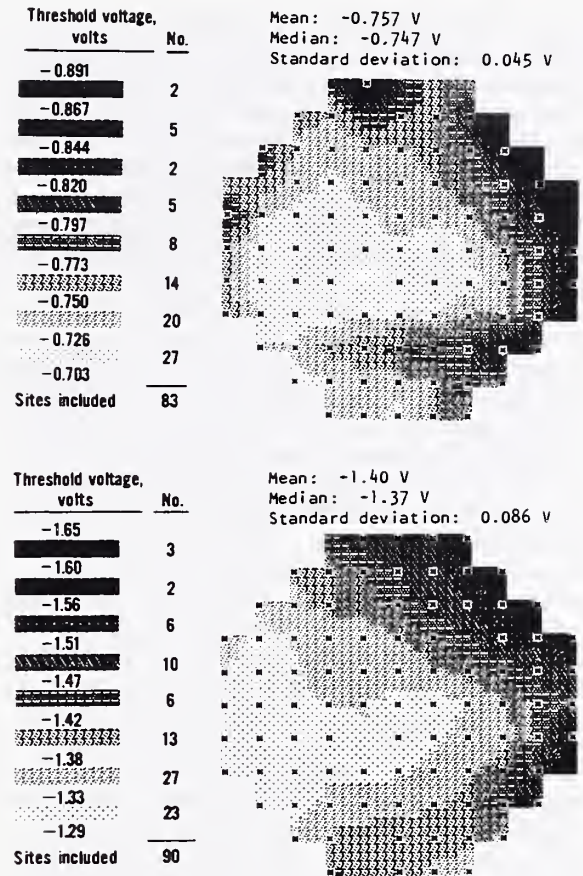 Threshold voltage,
volts No.
−0.891
2
−0.867
5
−0.844
2
−0.820
5
−0.797
8
−0.773
14
−0.750
20
−0.726
27
−0.703
Sites included 83
Mean: -0.757 V
Median: -0.747 V
Standard deviation: 0.045 V
Threshold voltage,
volts No.
−1.65
3
−1.60
2
−1.56
6
−1.51
10
−1.47
6
−1.42
13
−1.38
27
−1.33
23
−1.29
Sites included 90
Mean: -1.40 V
Median: -1.37 V
Standard deviation: 0.086 V